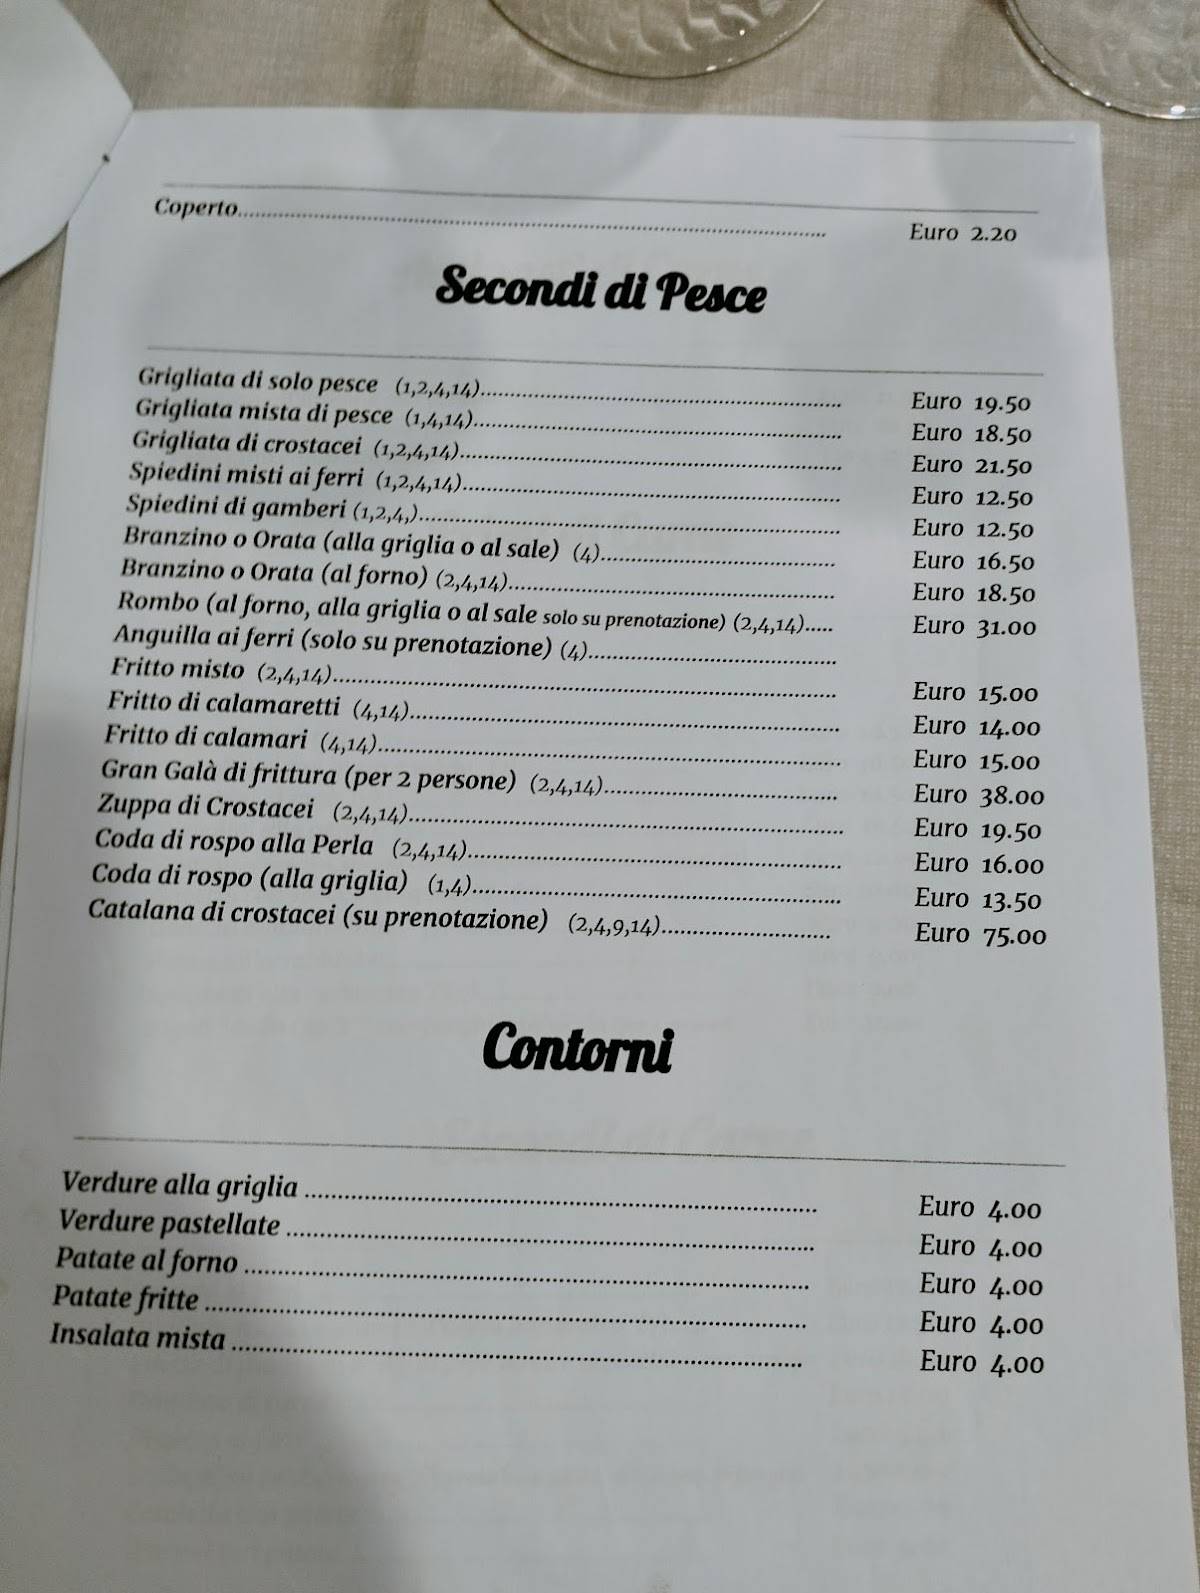 Coperto.......................................................................................... Euro 2.20
Secondi di Pesce
Grigliata di solo pesce (1,2,4,14)........................................................ Euro 19.50
Grigliata mista di pesce (1,4,14)......................................................... Euro 18.50
Grigliata di crostacei (1,2,4,14)........................................................... Euro 21.50
Spiedini misti ai ferri (1,2,4,14)........................................................... Euro 12.50
Spiedini di gamberi (1,2,4,)................................................................. Euro 12.50
Branzino o Orata (alla griglia o al sale) (4).................................... Euro 16.50
Branzino o Orata (al forno) (2,4,14).................................................. Euro 18.50
Rombo (al forno, alla griglia o al sale solo su prenotazione) (2,4,14)..... Euro 31.00
Anguilla ai ferri (solo su prenotazione) (4)......................................
Fritto misto (2,4,14).............................................................................. Euro 15.00
Fritto di calamaretti (4,14)................................................................. Euro 14.00
Fritto di calamari (4,14)...................................................................... Euro 15.00
Gran Galà di frittura (per 2 persone) (2,4,14)................................... Euro 38.00
Zuppa di Crostacei (2,4,14)................................................................. Euro 19.50
Coda di rospo alla Perla (2,4,14)......................................................... Euro 16.00
Coda di rospo (alla griglia) (1,4)........................................................ Euro 13.50
Catalana di crostacei (su prenotazione) (2,4,9,14).......................... Euro 75.00
Contorni
Verdure alla griglia ............................................................................. Euro 4.00
Verdure pastellate ............................................................................... Euro 4.00
Patate al forno ..................................................................................... Euro 4.00
Patate fritte .......................................................................................... Euro 4.00
Insalata mista ...................................................................................... Euro 4.00